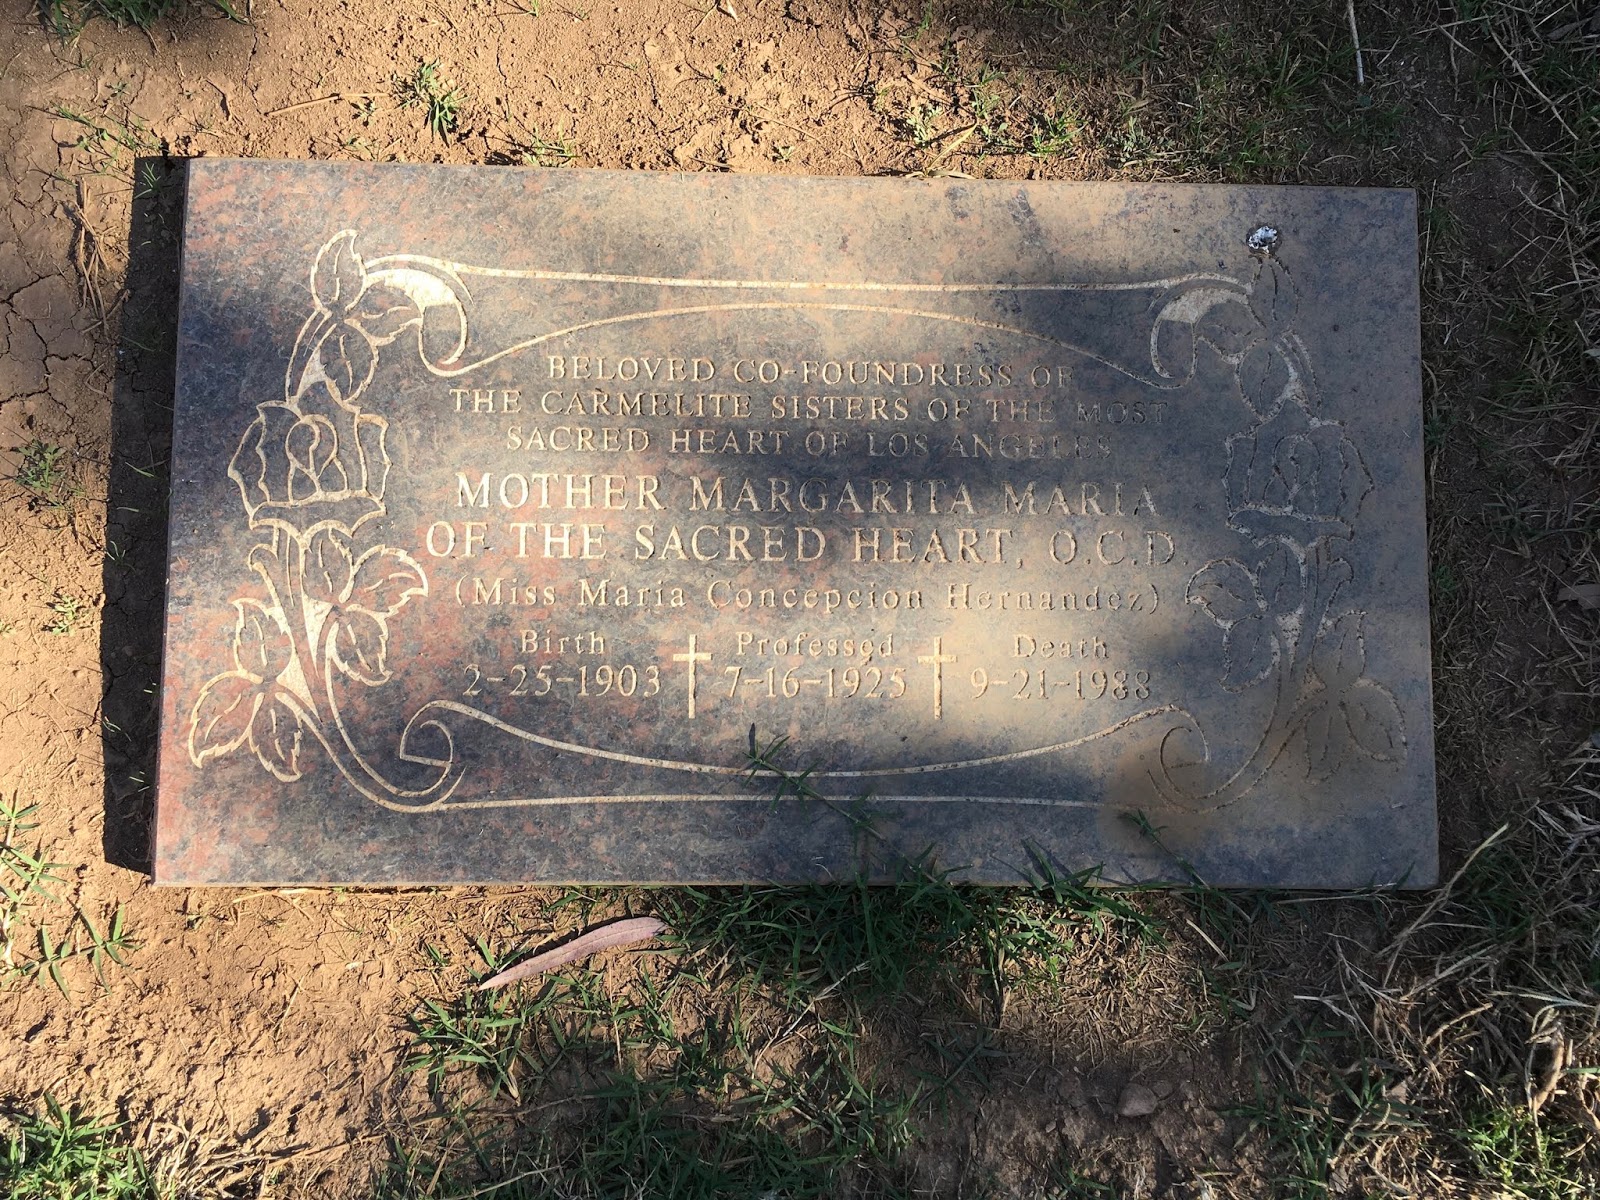 BELOVED CO-FOUNDRESS OF
THE CARMELITE SISTERS OF THE MOST
SACRED HEART OF LOS ANGELES
MOTHER MARGARITA MARIA
OF THE SACRED HEART, O.C.D.
(Miss Maria Concepcion Hernandez)
Birth Professed Death
2-25-1903 7-16-1925 9-21-1988